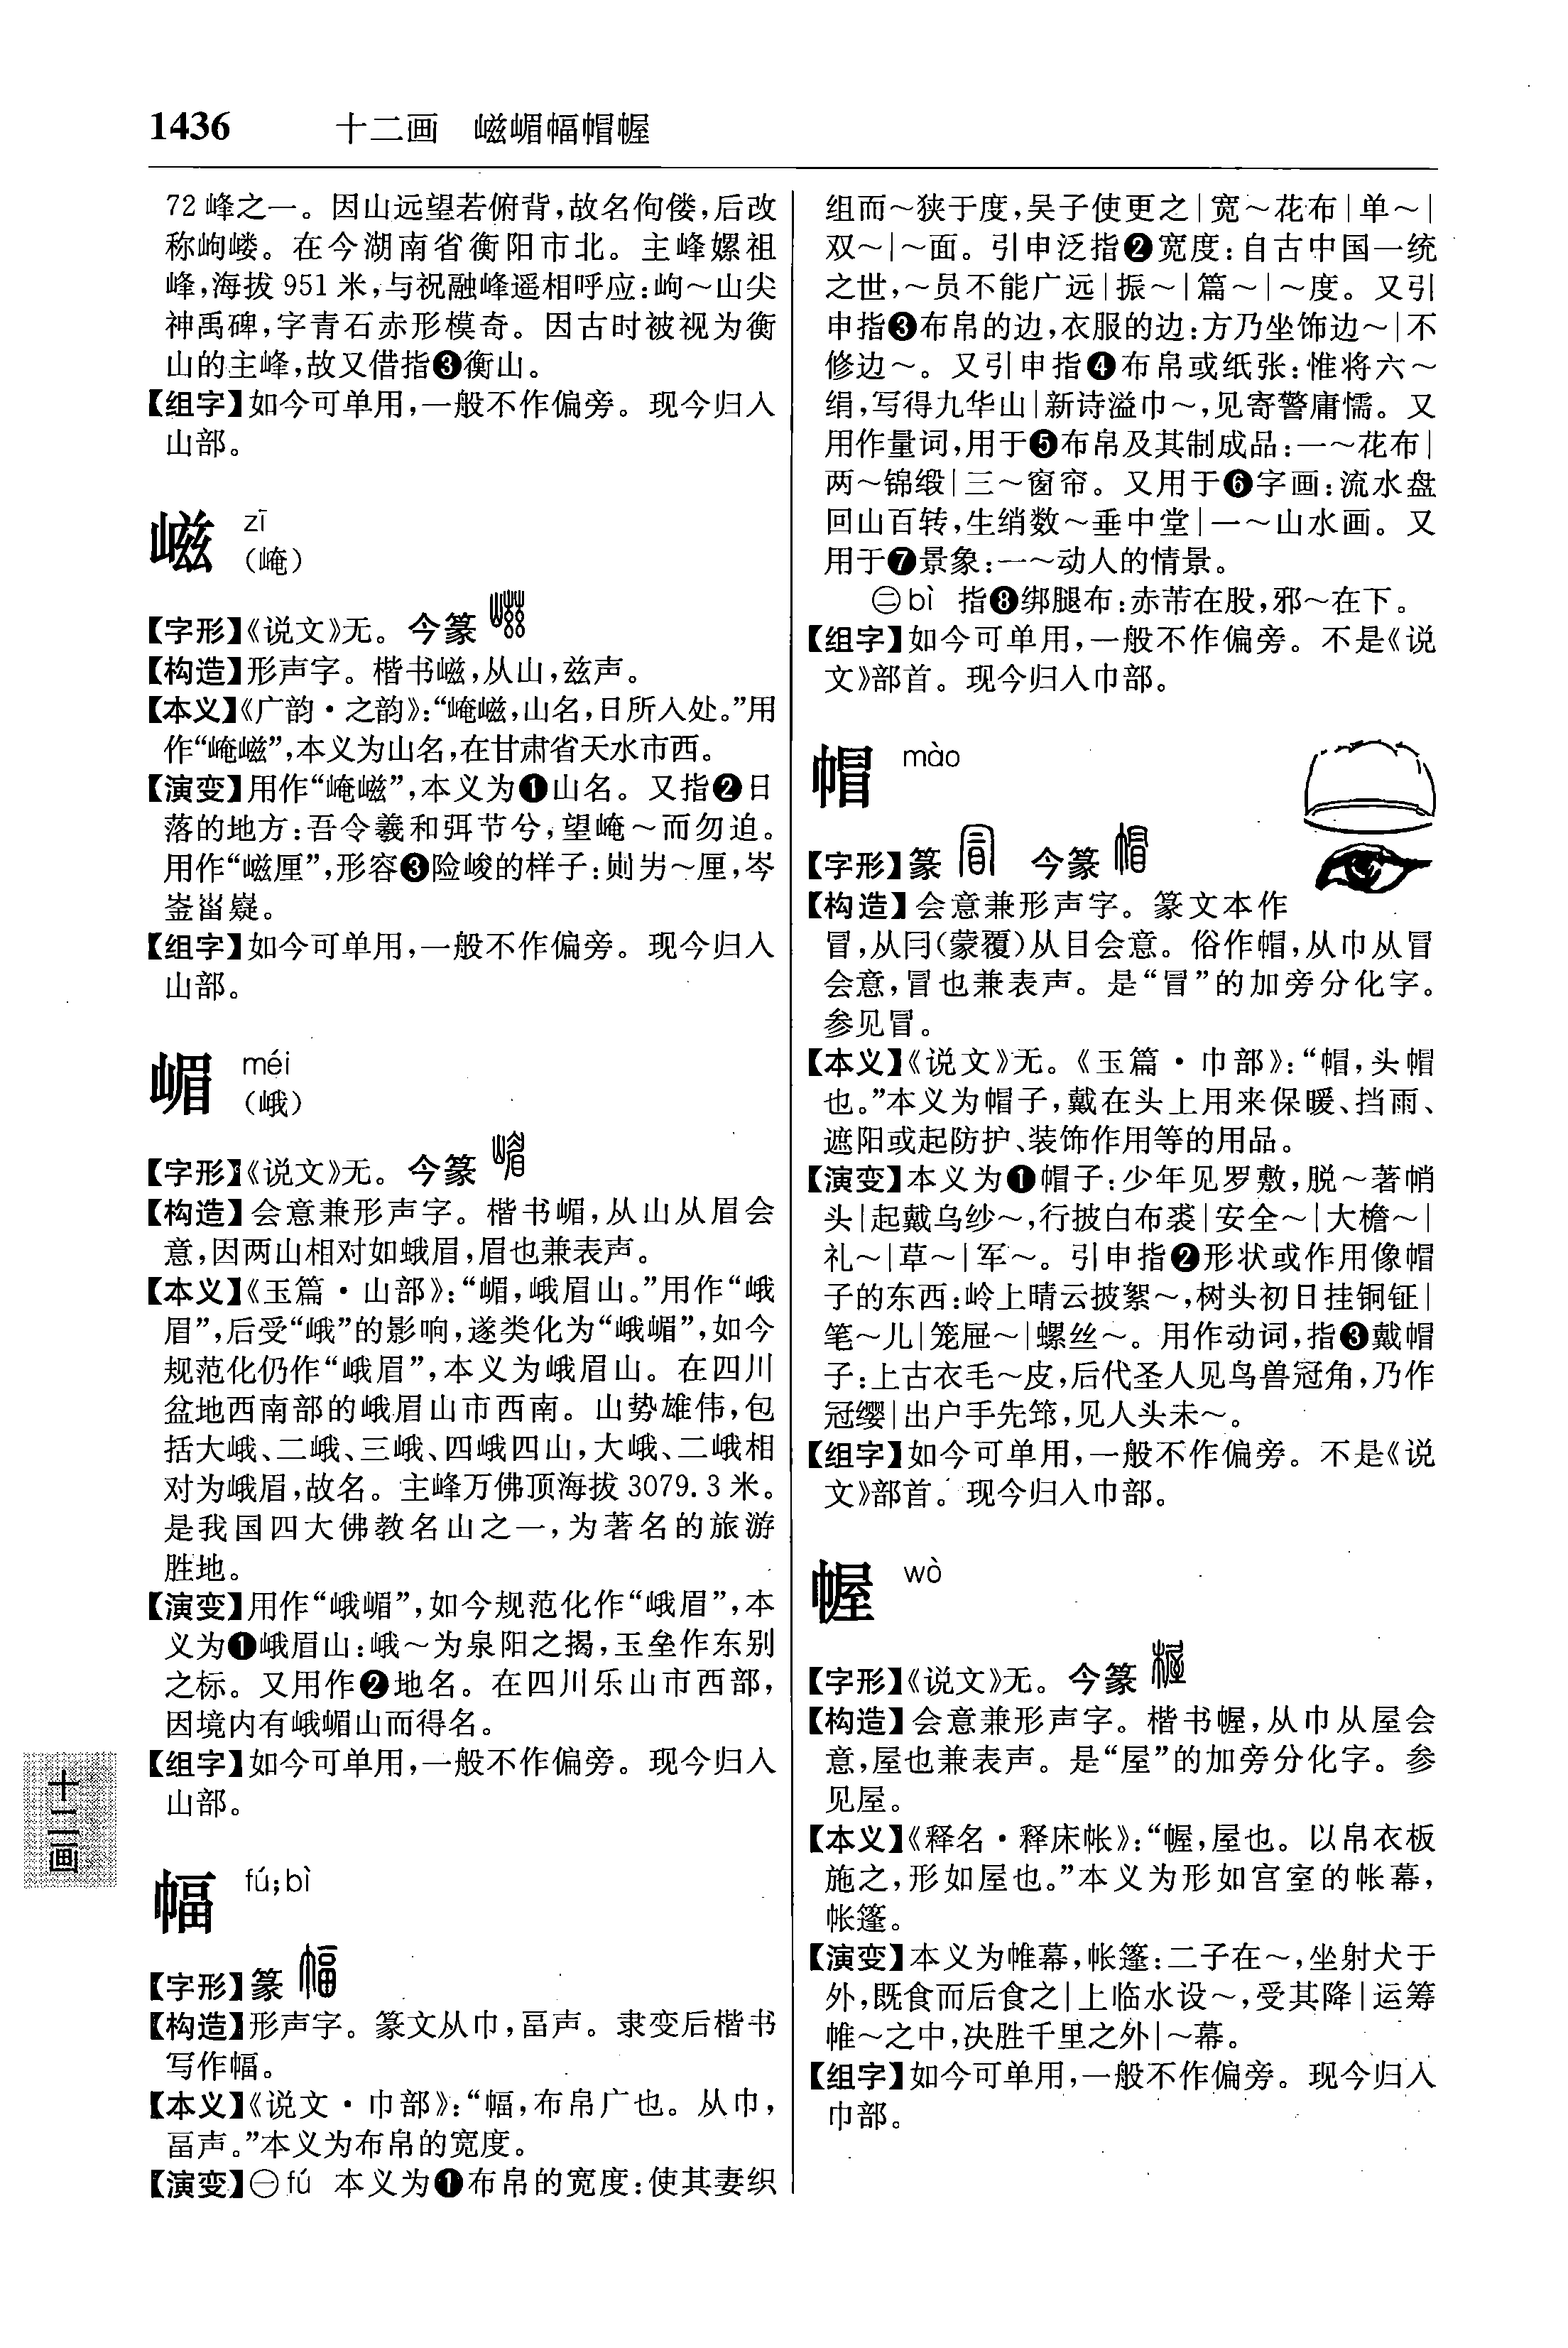 1436 十二画 嵫嵋幅帽幄
72峰之一。因山远望若俯背,故名佝偻,后改
称岣嵝。在今湖南省衡阳市北。主峰嫘祖
峰,海拔951米,与祝融峰遥相呼应:岣~山尖
神禹碑,字青石赤形模奇。因古时被视为衡
山的主峰,故又借指❸衡山。
【组字】如今可单用,一般不作偏旁。现今归入
山部。
嵫 zī
(崦)
【字形】《说文》无。今篆
【构造】形声字。楷书嵫,从山,兹声。
【本义】《广韵·之韵》:“崦嵫,山名,日所入处。”用
作“崦嵫”,本义为山名,在甘肃省天水市西。
【演变】用作“崦嵫”,本义为❶山名。又指❷日
落的地方:吾令羲和弭节兮,望崦~而勿迫。
用作“嵫厘”,形容❸险峻的样子:崱屴~厘,岑
崟嵫嶷。
【组字】如今可单用,一般不作偏旁。现今归入
山部。
嵋 méi
(峨)
【字形】《说文》无。今篆
【构造】会意兼形声字。楷书嵋,从山从眉会
意,因两山相对如蛾眉,眉也兼表声。
【本义】《玉篇·山部》:“嵋,峨眉山。”用作“峨
眉”,后受“峨”的影响,遂类化为“峨嵋”,如今
规范化仍作“峨眉”,本义为峨眉山。在四川
盆地西南部的峨眉山市西南。山势雄伟,包
括大峨、二峨、三峨、四峨四山,大峨、二峨相
对为峨眉,故名。主峰万佛顶海拔3079.3米。
是我国四大佛教名山之一,为著名的旅游
胜地。
【演变】用作“峨嵋”,如今规范化作“峨眉”,本
义为❶峨眉山:峨~为泉阳之揭,玉垒作东别
之标。又用作❷地名。在四川乐山市西部,
因境内有峨嵋山而得名。
【组字】如今可单用,一般不作偏旁。现今归入
山部。
幅 fú;bì
【字形】篆
【构造】形声字。篆文从巾,畐声。隶变后楷书
写作幅。
【本义】《说文·巾部》:“幅,布帛广也。从巾,
畐声。”本义为布帛的宽度。
【演变】㊀fú 本义为❶布帛的宽度:使其妻织
组而~狭于度,吴子使更之|宽~花布|单~|
双~|~面。引申泛指❷宽度:自古中国一统
之世,~员不能广远|振~|篇~|~度。又引
申指❸布帛的边,衣服的边:方乃坐饰边~|不
修边~。又引申指❹布帛或纸张:惟将六~
绢,写得九华山|新诗溢巾~,见寄警庸懦。又
用作量词,用于❺布帛及其制成品:一~花布|
两~锦缎|三~窗帘。又用于❻字画:流水盘
回山百转,生绡数~垂中堂|一~山水画。又
用于❼景象:一~动人的情景。
㊁bì 指❽绑腿布:赤芾在股,邪~在下。
【组字】如今可单用,一般不作偏旁。不是《说
文》部首。现今归入巾部。
帽 mào
【字形】篆 今篆
【构造】会意兼形声字。篆文本作
冒,从冃(蒙覆)从目会意。俗作帽,从巾从冒
会意,冒也兼表声。是“冒”的加旁分化字。
参见冒。
【本义】《说文》无。《玉篇·巾部》:“帽,头帽
也。”本义为帽子,戴在头上用来保暖、挡雨、
遮阳或起防护、装饰作用等的用品。
【演变】本义为❶帽子:少年见罗敷,脱~著帩
头|起戴乌纱~,行披白布裘|安全~|大檐~|
礼~|草~|军~。引申指❷形状或作用像帽
子的东西:岭上晴云披絮~,树头初日挂铜钲|
笔~儿|笼屉~|螺丝~。用作动词,指❸戴帽
子:上古衣毛~皮,后代圣人见鸟兽冠角,乃作
冠缨|出户手先筇,见人头未~。
【组字】如今可单用,一般不作偏旁。不是《说
文》部首。现今归入巾部。
幄 wò
【字形】《说文》无。今篆
【构造】会意兼形声字。楷书幄,从巾从屋会
意,屋也兼表声。是“屋”的加旁分化字。参
见屋。
【本义】《释名·释床帐》:“幄,屋也。以帛衣板
施之,形如屋也。”本义为形如宫室的帐幕,
帐篷。
【演变】本义为帷幕,帐篷:二子在~,坐射犬于
外,既食而后食之|上临水设~,受其降|运筹
帷~之中,决胜千里之外|~幕。
【组字】如今可单用,一般不作偏旁。现今归入
巾部。
十二画